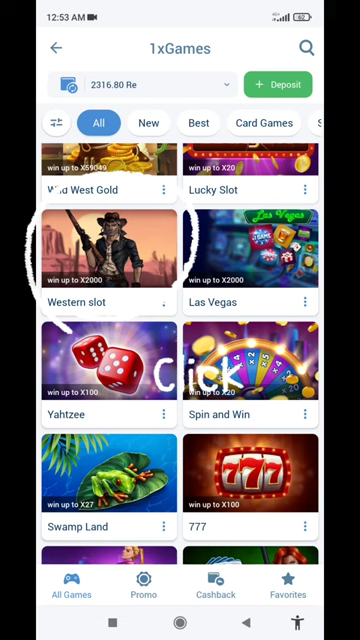 12:53 AM
62
1xGames
2316.80 Re
+ Deposit
All
New
Best
Card Games
win up to X59049
win up to X20
Wild West Gold
Lucky Slot
Las Vegas
win up to X2000
win up to X2000
Western slot
Las Vegas
win up to X100
win up to X20
Click
Yahtzee
Spin and Win
win up to X27
777
win up to X100
Swamp Land
777
All Games
Promo
Cashback
Favorites